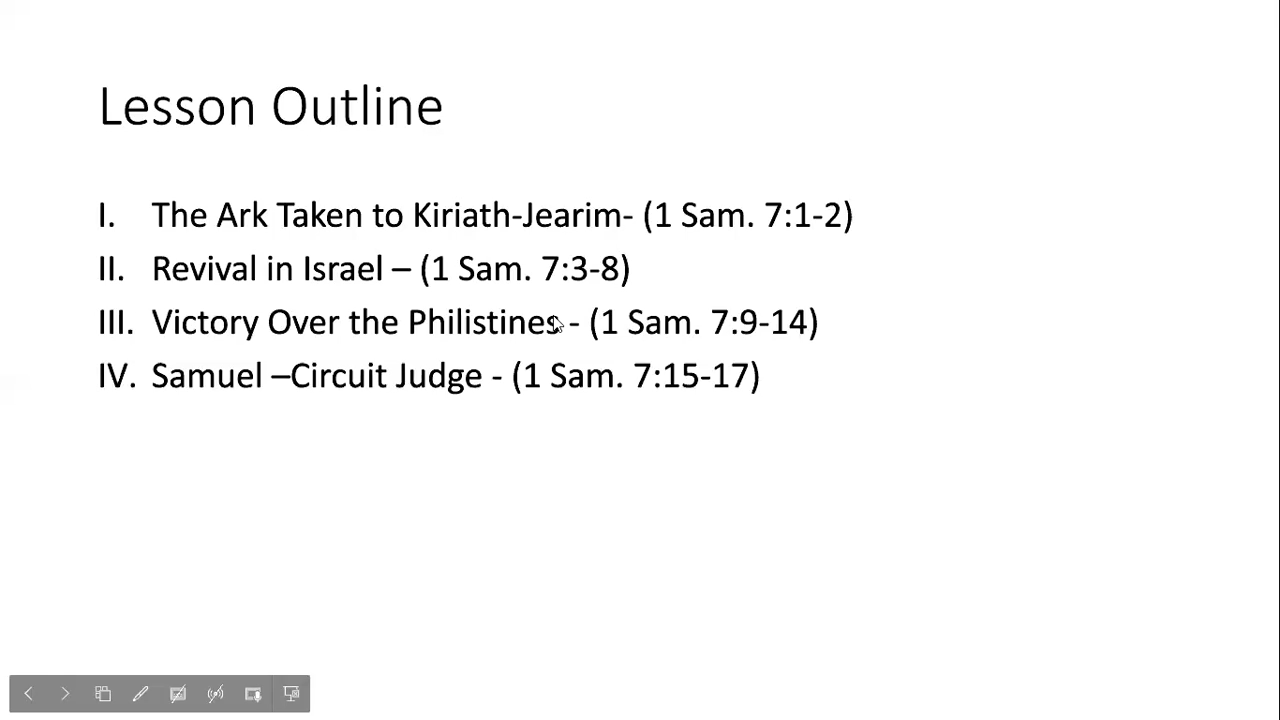 Lesson Outline
I. The Ark Taken to Kiriath-Jearim- (1 Sam. 7:1-2)
II. Revival in Israel – (1 Sam. 7:3-8)
III. Victory Over the Philistines - (1 Sam. 7:9-14)
IV. Samuel –Circuit Judge - (1 Sam. 7:15-17)